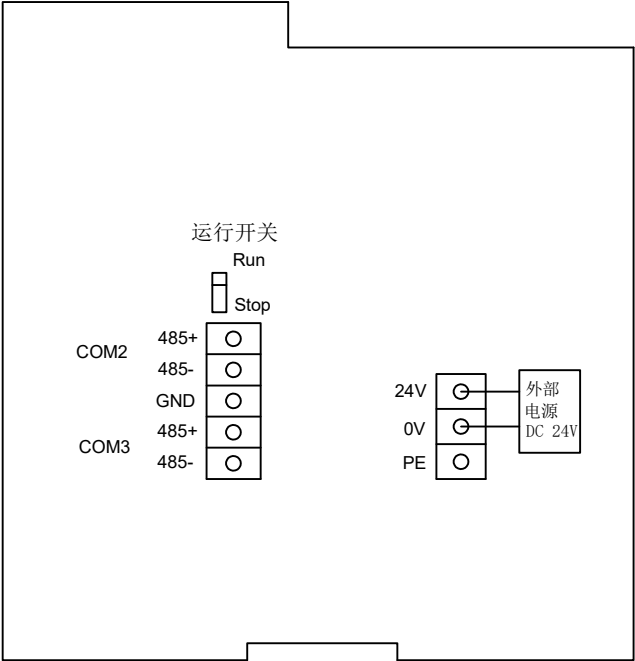 运行开关
Run
Stop
COM2
485+
485-
GND
COM3
485+
485-
24V
0V
PE
外部
电源
DC 24V